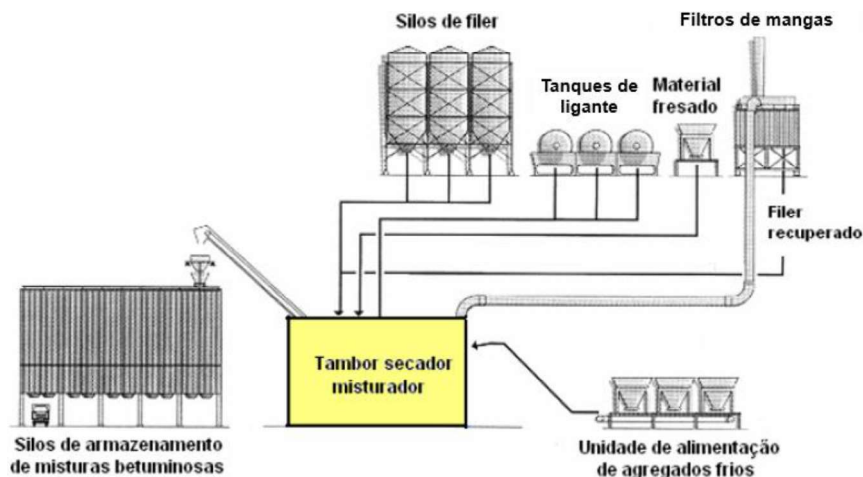 Silos de filer
Filtros de mangas
Tanques de
ligante
Material
fresado
Filer
recuperado
Tambor secador
misturador
Silos de armazenamento
de misturas betuminosas
Unidade de alimentação
de agregados frios